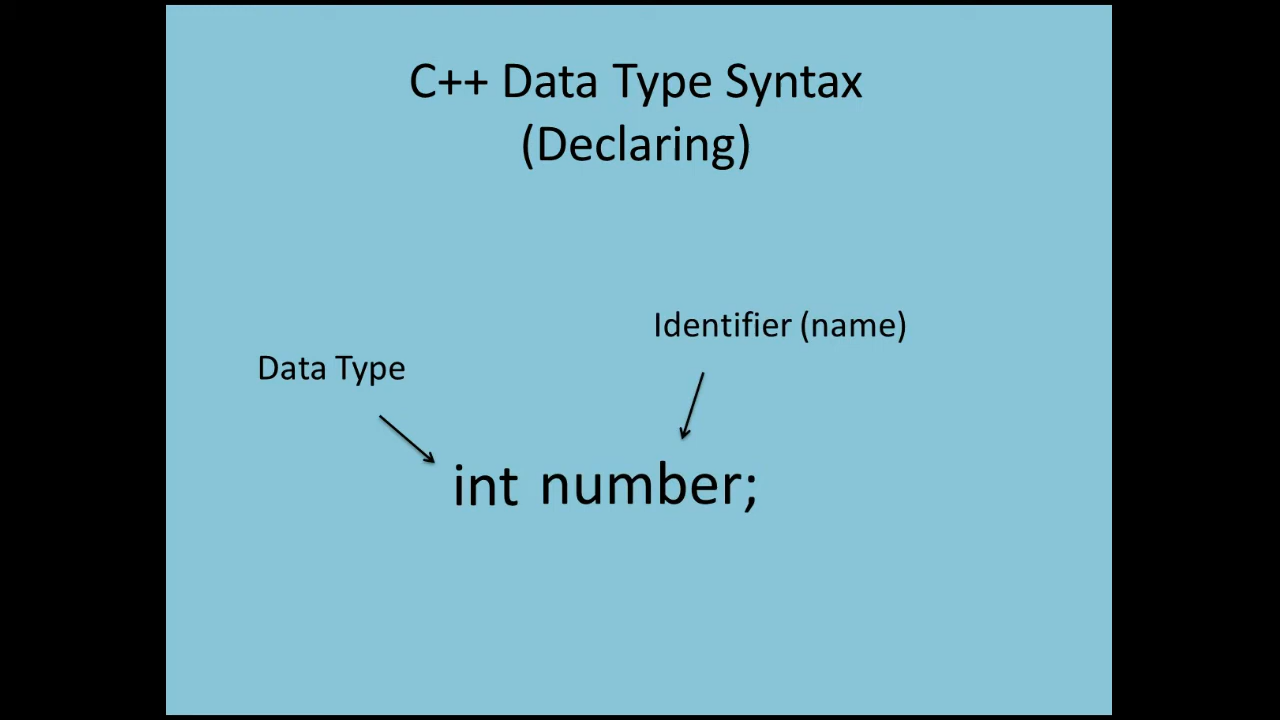 C++ Data Type Syntax
(Declaring)
Identifier (name)
Data Type
int number;